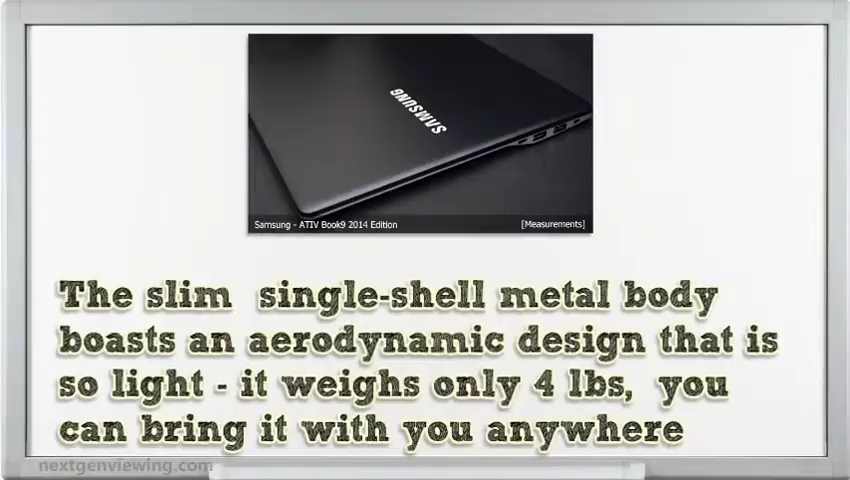 SAMSUNG
Samsung - ATIV Book9 2014 Edition
[Measurements]
The slim single-shell metal body
boasts an aerodynamic design that is
so light - it weighs only 4 lbs, you
can bring it with you anywhere
nextgenviewing.com